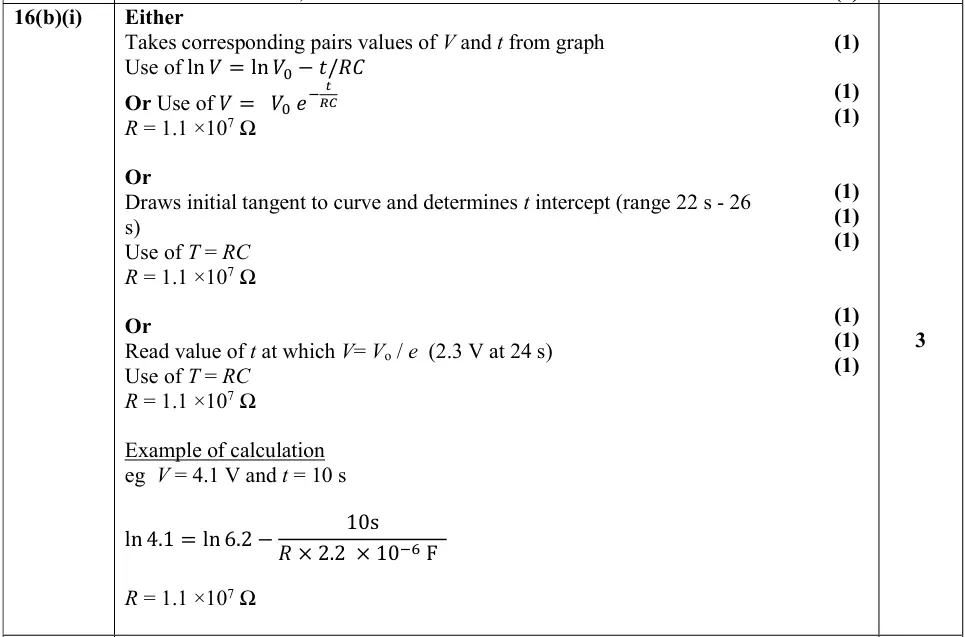 16(b)(i) Either
Takes corresponding pairs values of V and t from graph (1)
Use of ln V = ln V₀ − t/RC
Or Use of V = V₀ e^(−t/RC) (1)
R = 1.1 ×10⁷ Ω (1)
Or
Draws initial tangent to curve and determines t intercept (range 22 s - 26 (1)
s) (1)
Use of T = RC (1)
R = 1.1 ×10⁷ Ω
Or (1)
Read value of t at which V= Vₒ / e (2.3 V at 24 s) (1) 3
Use of T = RC (1)
R = 1.1 ×10⁷ Ω
Example of calculation
eg V = 4.1 V and t = 10 s
ln 4.1 = ln 6.2 − 10s / (R × 2.2 × 10⁻⁶ F)
R = 1.1 ×10⁷ Ω